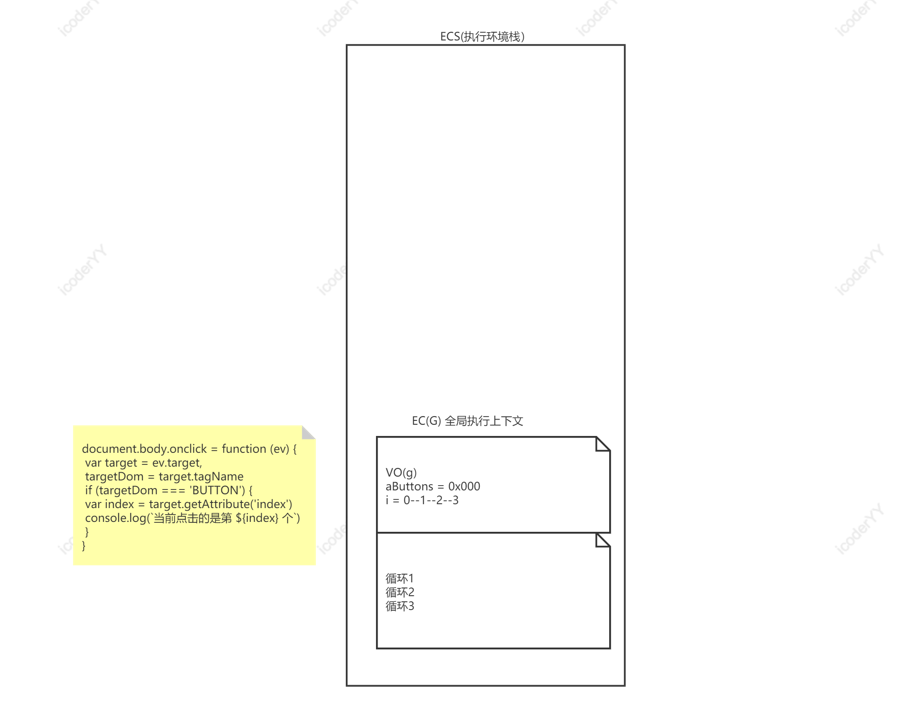 ECS(执行环境栈)
EC(G) 全局执行上下文
VO(g)
aButtons = 0x000
i = 0--1--2--3
循环1
循环2
循环3
document.body.onclick = function (ev) {
var target = ev.target,
targetDom = target.tagName
if (targetDom === 'BUTTON') {
var index = target.getAttribute('index')
console.log(`当前点击的是第 ${index} 个`)
}
}
icoderYY
icoderYY
icoderYY
icoderYY
icoderYY
icoderYY
icoderYY
icoderYY